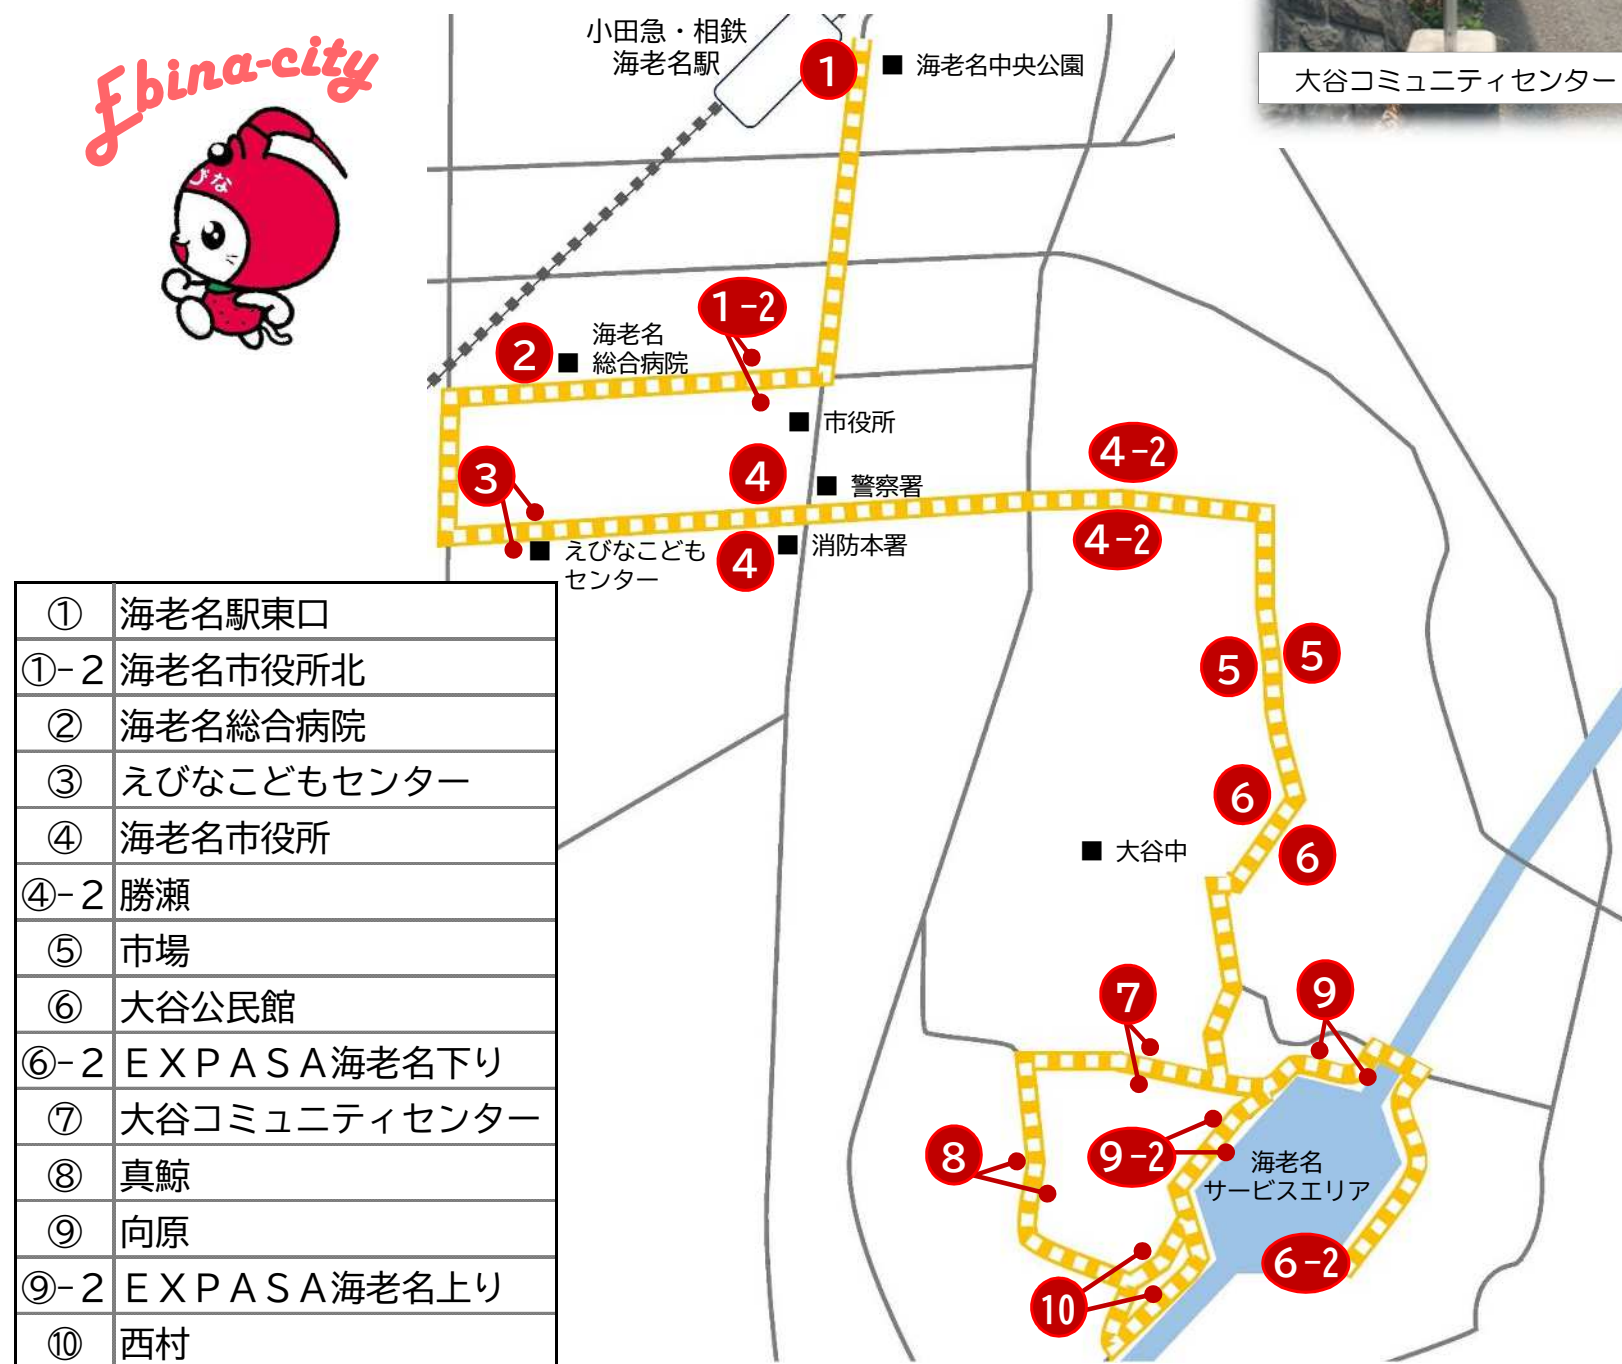 Ebina-city
びな
小田急・相鉄
海老名駅
1
海老名中央公園
大谷コミュニティセンター
1-2
2
海老名
総合病院
市役所
3
4
警察署
4-2
4
消防本署
4-2
えびなこども
センター
5
5
6
6
大谷中
7
9
8
9-2
海老名
サービスエリア
6-2
10
① 海老名駅東口
①-2 海老名市役所北
② 海老名総合病院
③ えびなこどもセンター
④ 海老名市役所
④-2 勝瀬
⑤ 市場
⑥ 大谷公民館
⑥-2 ＥＸＰＡＳＡ海老名下り
⑦ 大谷コミュニティセンター
⑧ 真鯨
⑨ 向原
⑨-2 ＥＸＰＡＳＡ海老名上り
⑩ 西村